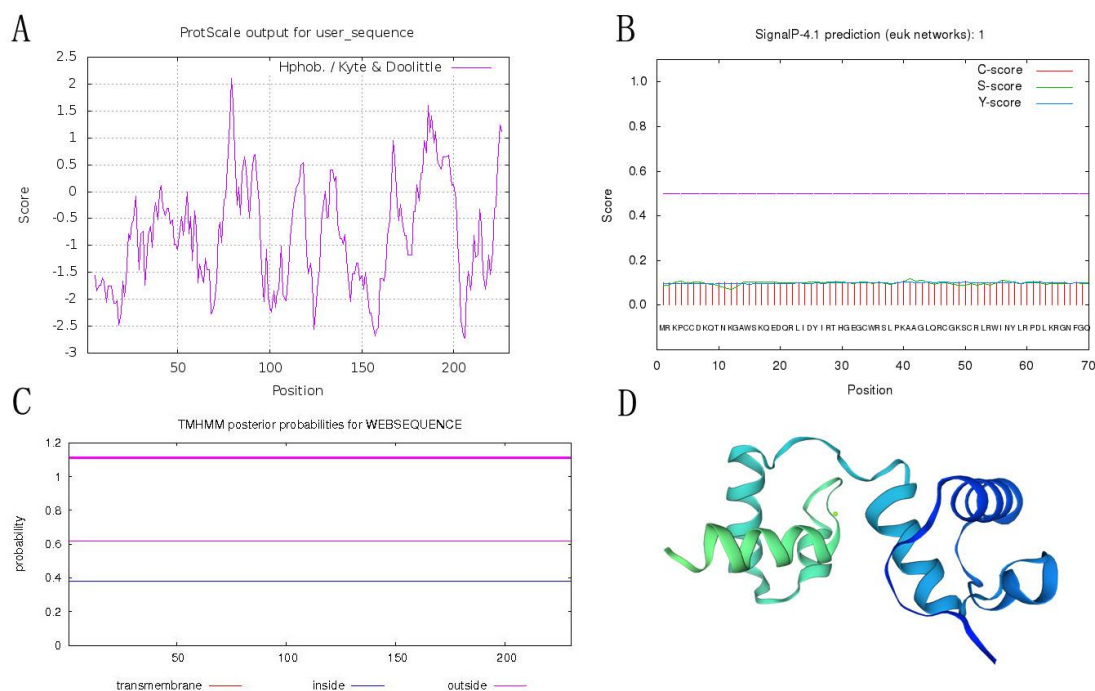 A
ProtScale output for user_sequence
Hphob. / Kyte & Doolittle
2.5
2
1.5
1
0.5
0
-0.5
-1
-1.5
-2
-2.5
-3
Score
50 100 150 200
Position
B
SignalP-4.1 prediction (euk networks): 1
C-score
S-score
Y-score
1.0
0.8
0.6
0.4
0.2
0.0
Score
MRKPCCDKQTNKGAWSKQEDQRLIDYIRTHGEGCWRSLPKAAGLQRCGKSCRLRWINYLRPDLKRGNFGQ
0 10 20 30 40 50 60 70
Position
C
TMHMM posterior probabilities for WEBSEQUENCE
1.2
1
0.8
0.6
0.4
0.2
0
probability
50 100 150 200
transmembrane inside outside
D